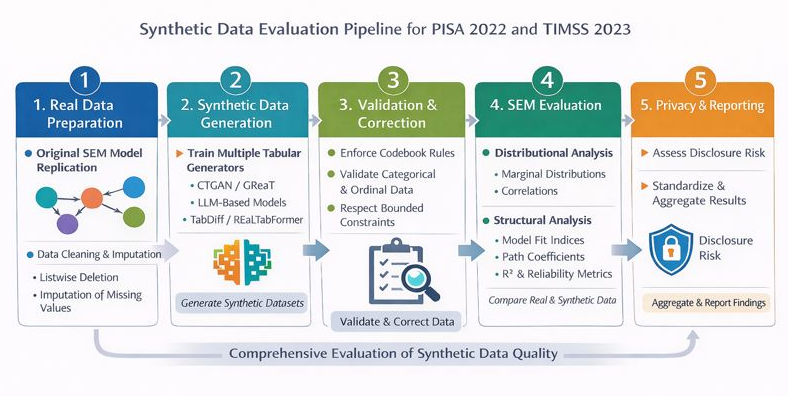 Synthetic Data Evaluation Pipeline for PISA 2022 and TIMSS 2023
1
1. Real Data
Preparation
Original SEM Model
Replication
Data Cleaning & Imputation
• Listwise Deletion
• Imputation of Missing
Values
2
2. Synthetic Data
Generation
Train Multiple Tabular
Generators
• CTGAN / GReaT
• LLM-Based Models
• TabDiff / REaLTabFormer
Generate Synthetic Datasets
3
3. Validation &
Correction
Enforce Codebook Rules
Validate Categorical
& Ordinal Data
Respect Bounded
Constraints
Validate & Correct Data
4
4. SEM Evaluation
Distributional Analysis
• Marginal Distributions
• Correlations
Structural Analysis
• Model Fit Indices
• Path Coefficients
• R² & Reliability Metrics
Compare Real & Synthetic Data
5
5. Privacy & Reporting
Assess Disclosure Risk
Standardize &
Aggregate Results
Disclosure
Risk
Aggregate & Report Findings
Comprehensive Evaluation of Synthetic Data Quality